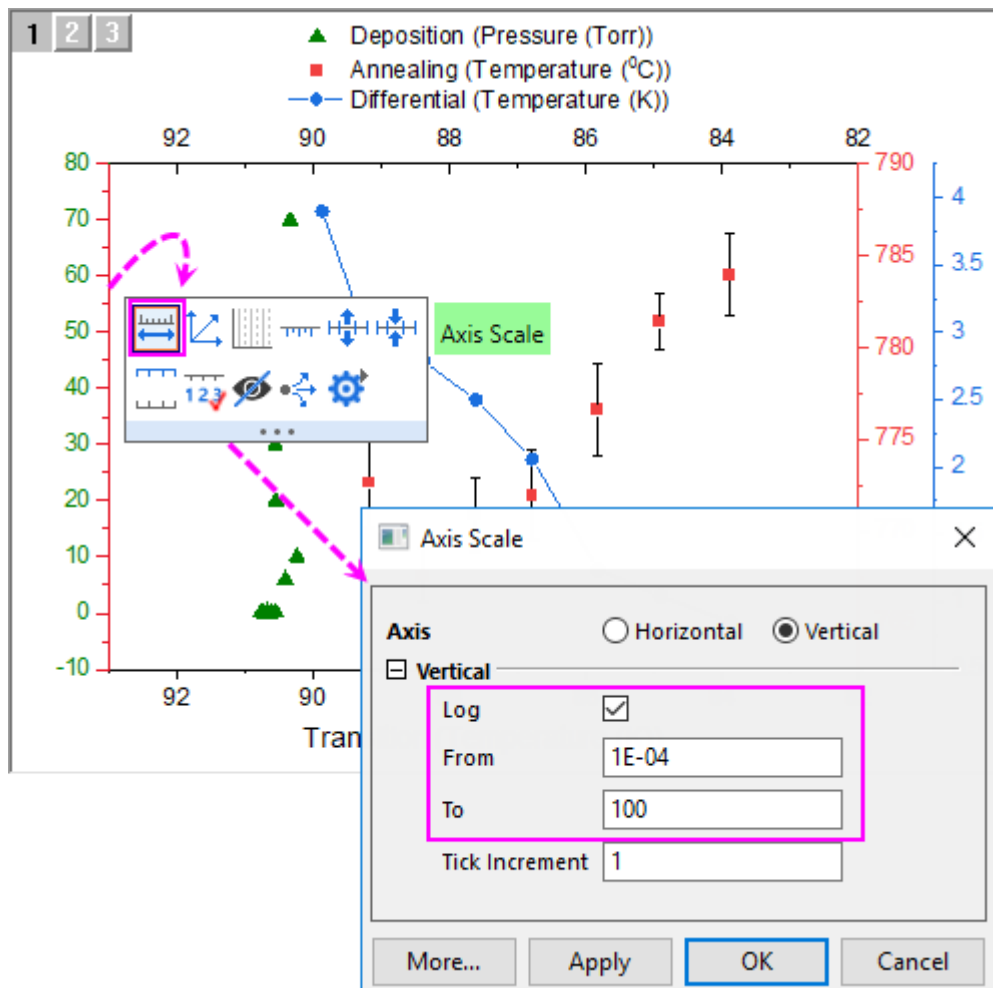 1 2 3
Deposition (Pressure (Torr))
Annealing (Temperature (⁰C))
Differential (Temperature (K))
92 90 88 86 84 82
80 790
4
70
785
3.5
60
50 Axis Scale 3
780
40
2.5
123
30 775
2
20
Axis Scale
10
0
Axis Horizontal Vertical
-10
Vertical
92 90
Log
Tran
From 1E-04
To 100
Tick Increment 1
More... Apply OK Cancel